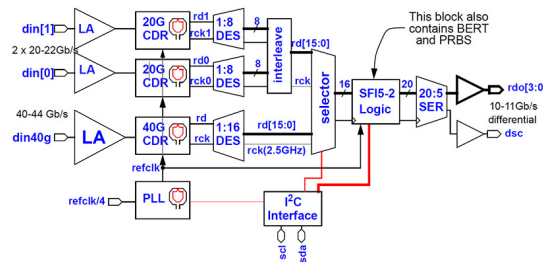 din[1]
LA
20G
CDR
rd1
rck1
1:8
DES
8
interleave
rd[15:0]
This block also
contains BERT
and PRBS
2 x 20-22Gb/s
din[0]
LA
20G
CDR
rd0
rck0
1:8
DES
8
rck
selector
16
SFI5-2
Logic
20
20:5
SER
rdo[3:0
10-11Gb/s
differential
dsc
40-44 Gb/s
din40g
LA
40G
CDR
rd
rck
1:16
DES
rd[15:0]
rck(2.5GHz)
refclk
refclk/4
PLL
I2C
Interface
scl
sda